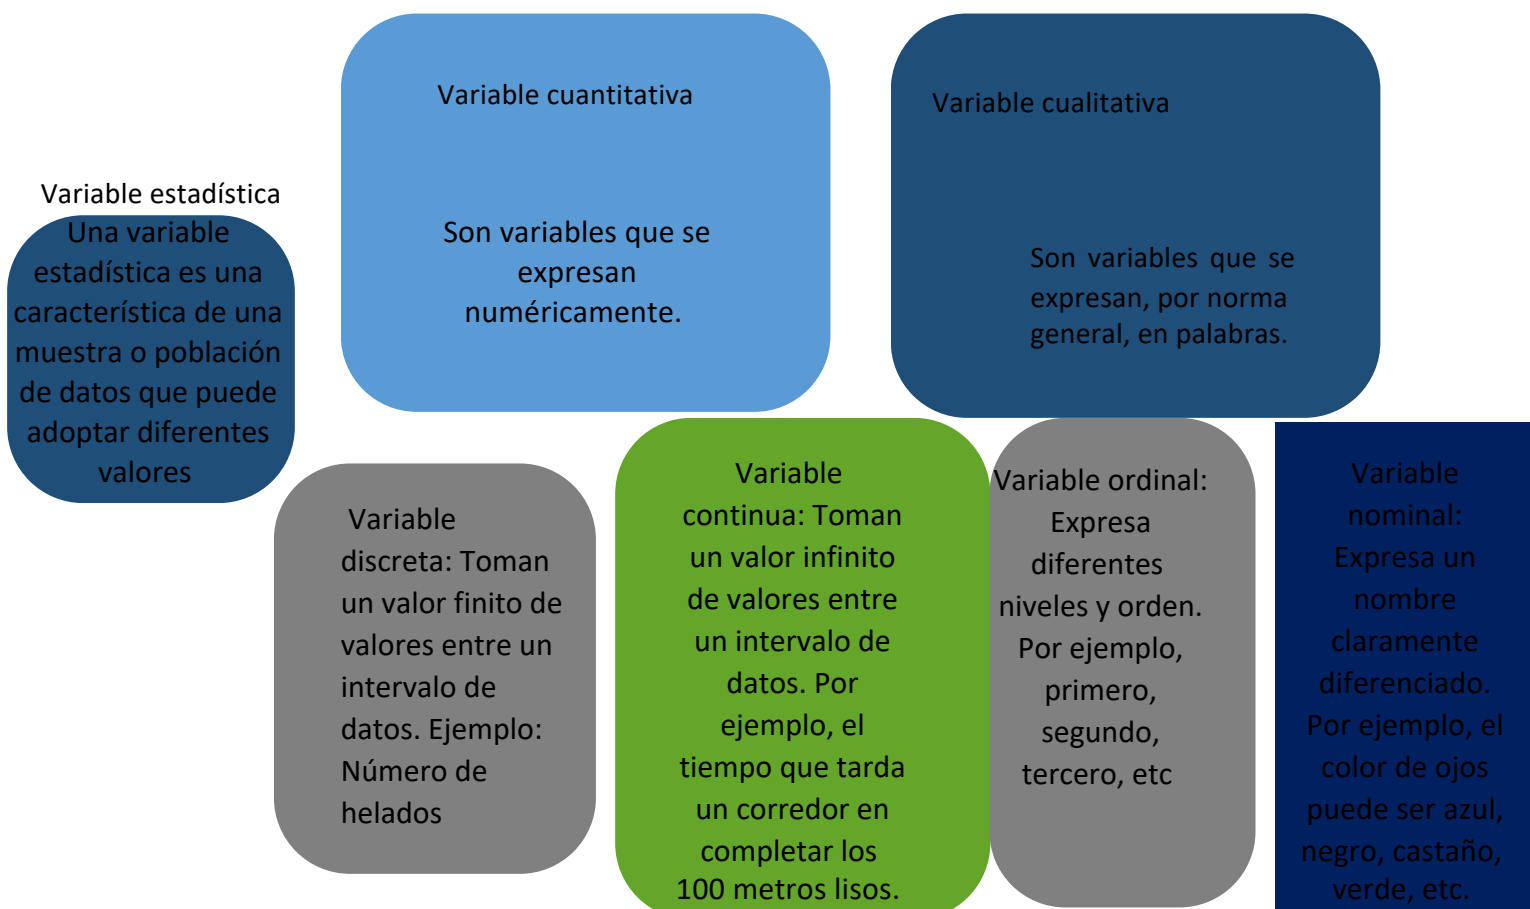 Variable estadística
Una variable
estadística es una
característica de una
muestra o población
de datos que puede
adoptar diferentes
valores
Variable cuantitativa
Son variables que se
expresan
numéricamente.
Variable cualitativa
Son variables que se
expresan, por norma
general, en palabras.
Variable
discreta: Toman
un valor finito de
valores entre un
intervalo de
datos. Ejemplo:
Número de
helados
Variable
continua: Toman
un valor infinito
de valores entre
un intervalo de
datos. Por
ejemplo, el
tiempo que tarda
un corredor en
completar los
100 metros lisos.
Variable ordinal:
Expresa
diferentes
niveles y orden.
Por ejemplo,
primero,
segundo,
tercero, etc
Variable
nominal:
Expresa un
nombre
claramente
diferenciado.
Por ejemplo, el
color de ojos
puede ser azul,
negro, castaño,
verde, etc.